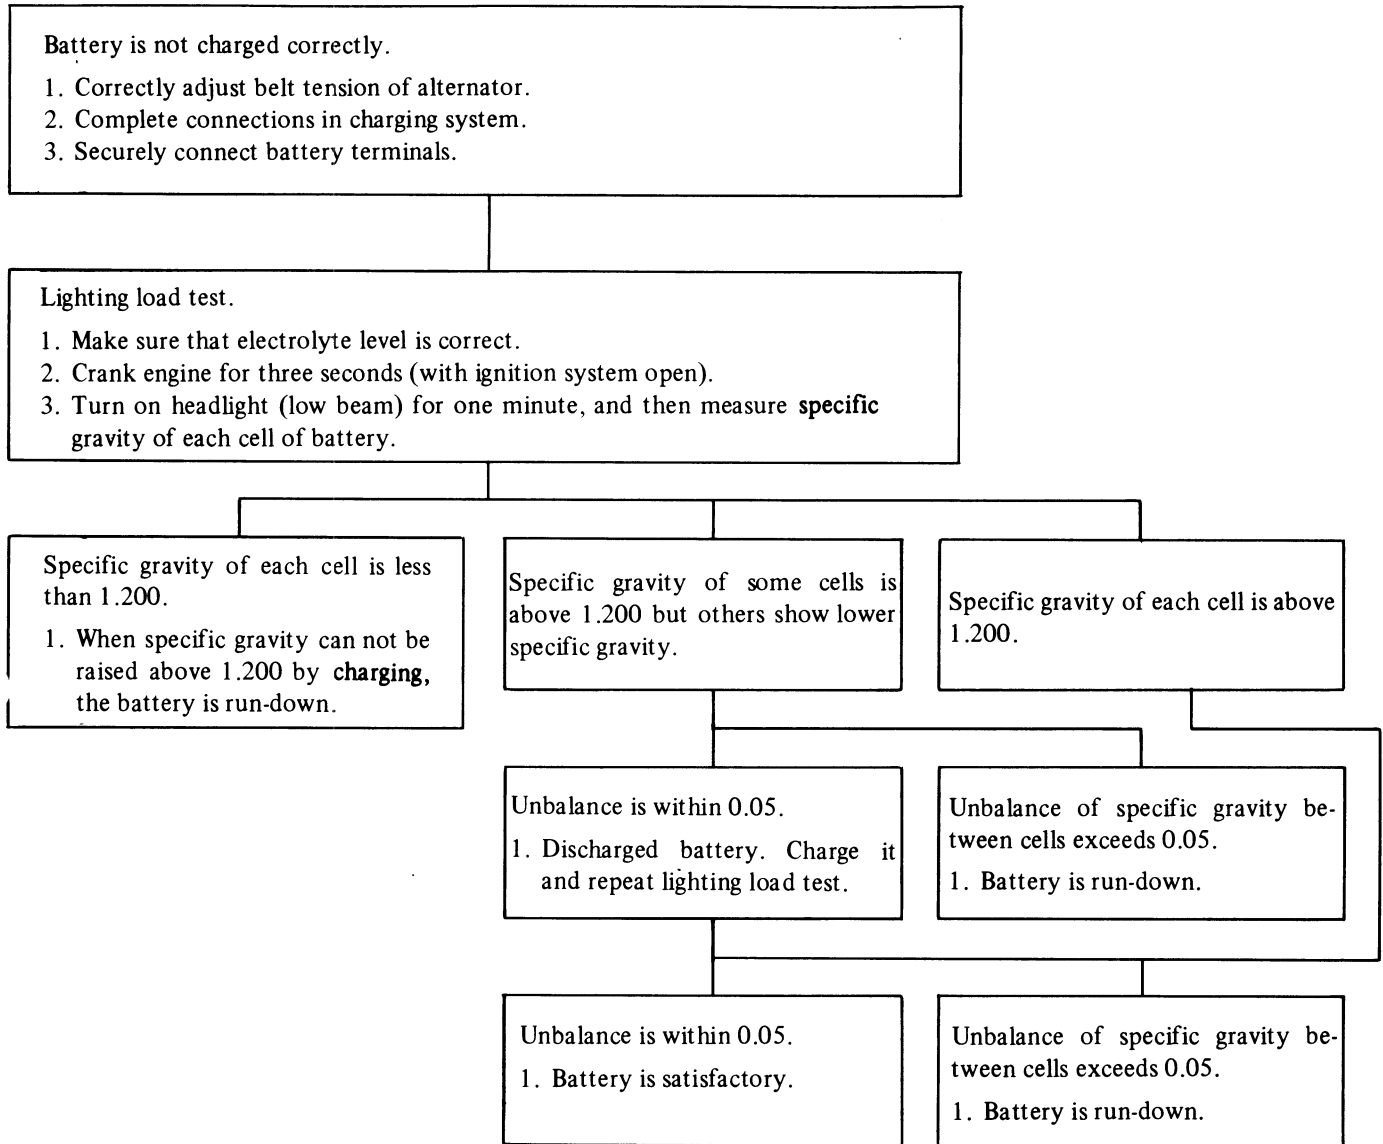 Battery is not charged correctly.
1. Correctly adjust belt tension of alternator.
2. Complete connections in charging system.
3. Securely connect battery terminals.
Lighting load test.
1. Make sure that electrolyte level is correct.
2. Crank engine for three seconds (with ignition system open).
3. Turn on headlight (low beam) for one minute, and then measure specific
gravity of each cell of battery.
Specific gravity of each cell is less
than 1.200.
1. When specific gravity can not be
raised above 1.200 by charging,
the battery is run-down.
Specific gravity of some cells is
above 1.200 but others show lower
specific gravity.
Specific gravity of each cell is above
1.200.
Unbalance is within 0.05.
1. Discharged battery. Charge it
and repeat lighting load test.
Unbalance of specific gravity be-
tween cells exceeds 0.05.
1. Battery is run-down.
Unbalance is within 0.05.
1. Battery is satisfactory.
Unbalance of specific gravity be-
tween cells exceeds 0.05.
1. Battery is run-down.